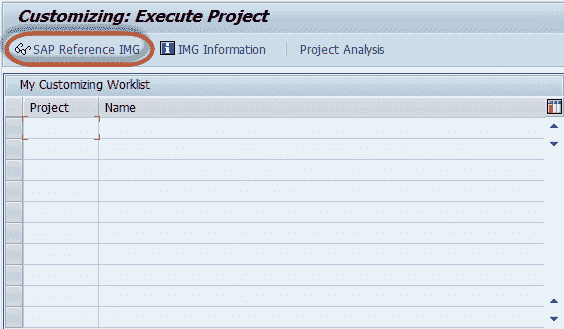 Customizing: Execute Project
SAP Reference IMG IMG Information Project Analysis
My Customizing Worklist
Project Name